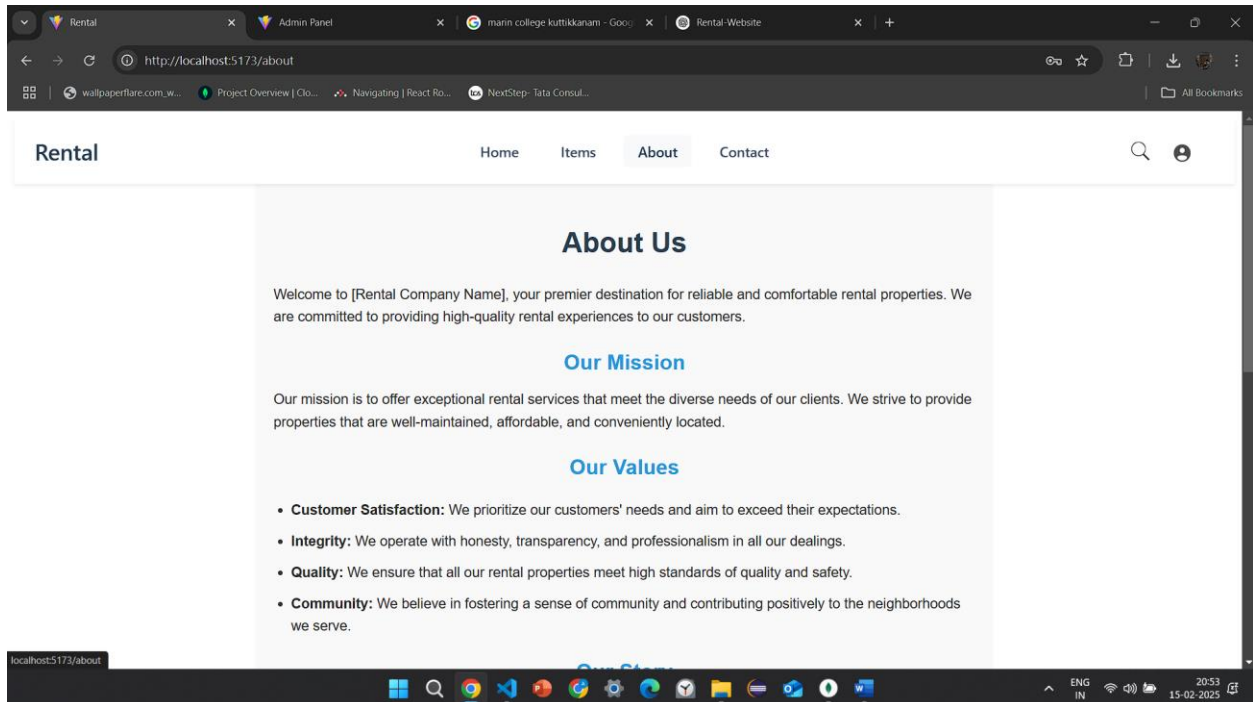 Rental
Admin Panel
marin college kuttikkanam - Goog
Rental-Website
http://localhost:5173/about
wallpaperflare.com_w...
Project Overview | Clo...
Navigating | React Ro...
tcs
NextStep- Tata Consul...
All Bookmarks
Rental
Home
Items
About
Contact
About Us
Welcome to [Rental Company Name], your premier destination for reliable and comfortable rental properties. We
are committed to providing high-quality rental experiences to our customers.
Our Mission
Our mission is to offer exceptional rental services that meet the diverse needs of our clients. We strive to provide
properties that are well-maintained, affordable, and conveniently located.
Our Values
• Customer Satisfaction: We prioritize our customers' needs and aim to exceed their expectations.
• Integrity: We operate with honesty, transparency, and professionalism in all our dealings.
• Quality: We ensure that all our rental properties meet high standards of quality and safety.
• Community: We believe in fostering a sense of community and contributing positively to the neighborhoods
we serve.
Our Story
localhost:5173/about
ENG
IN
20:53
15-02-2025